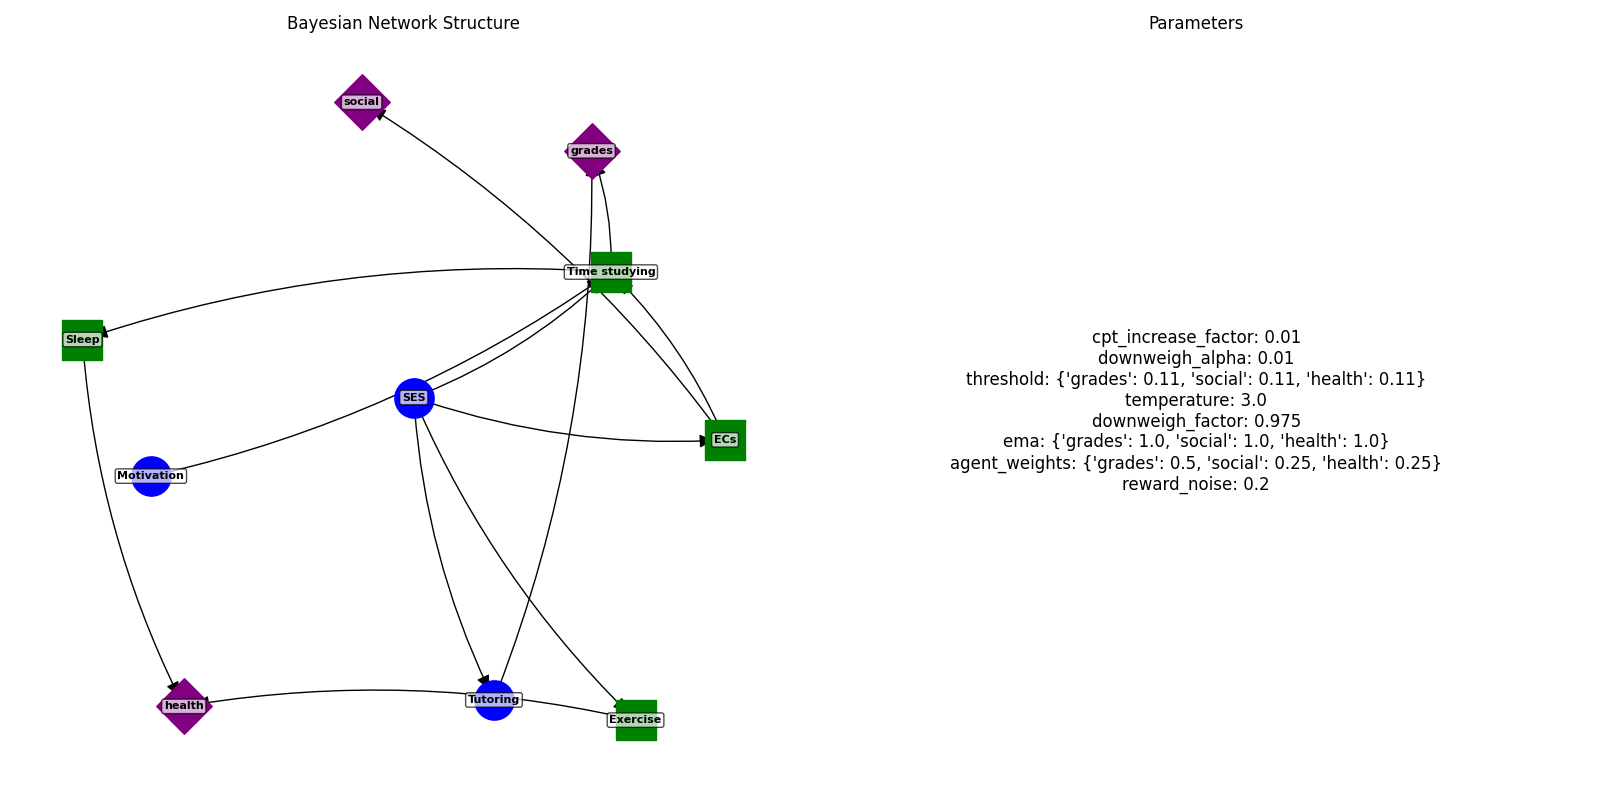 Bayesian Network Structure
Parameters
social
grades
Time studying
Sleep
SES
ECs
Motivation
health
Tutoring
Exercise
cpt_increase_factor: 0.01
downweigh_alpha: 0.01
threshold: {'grades': 0.11, 'social': 0.11, 'health': 0.11}
temperature: 3.0
downweigh_factor: 0.975
ema: {'grades': 1.0, 'social': 1.0, 'health': 1.0}
agent_weights: {'grades': 0.5, 'social': 0.25, 'health': 0.25}
reward_noise: 0.2